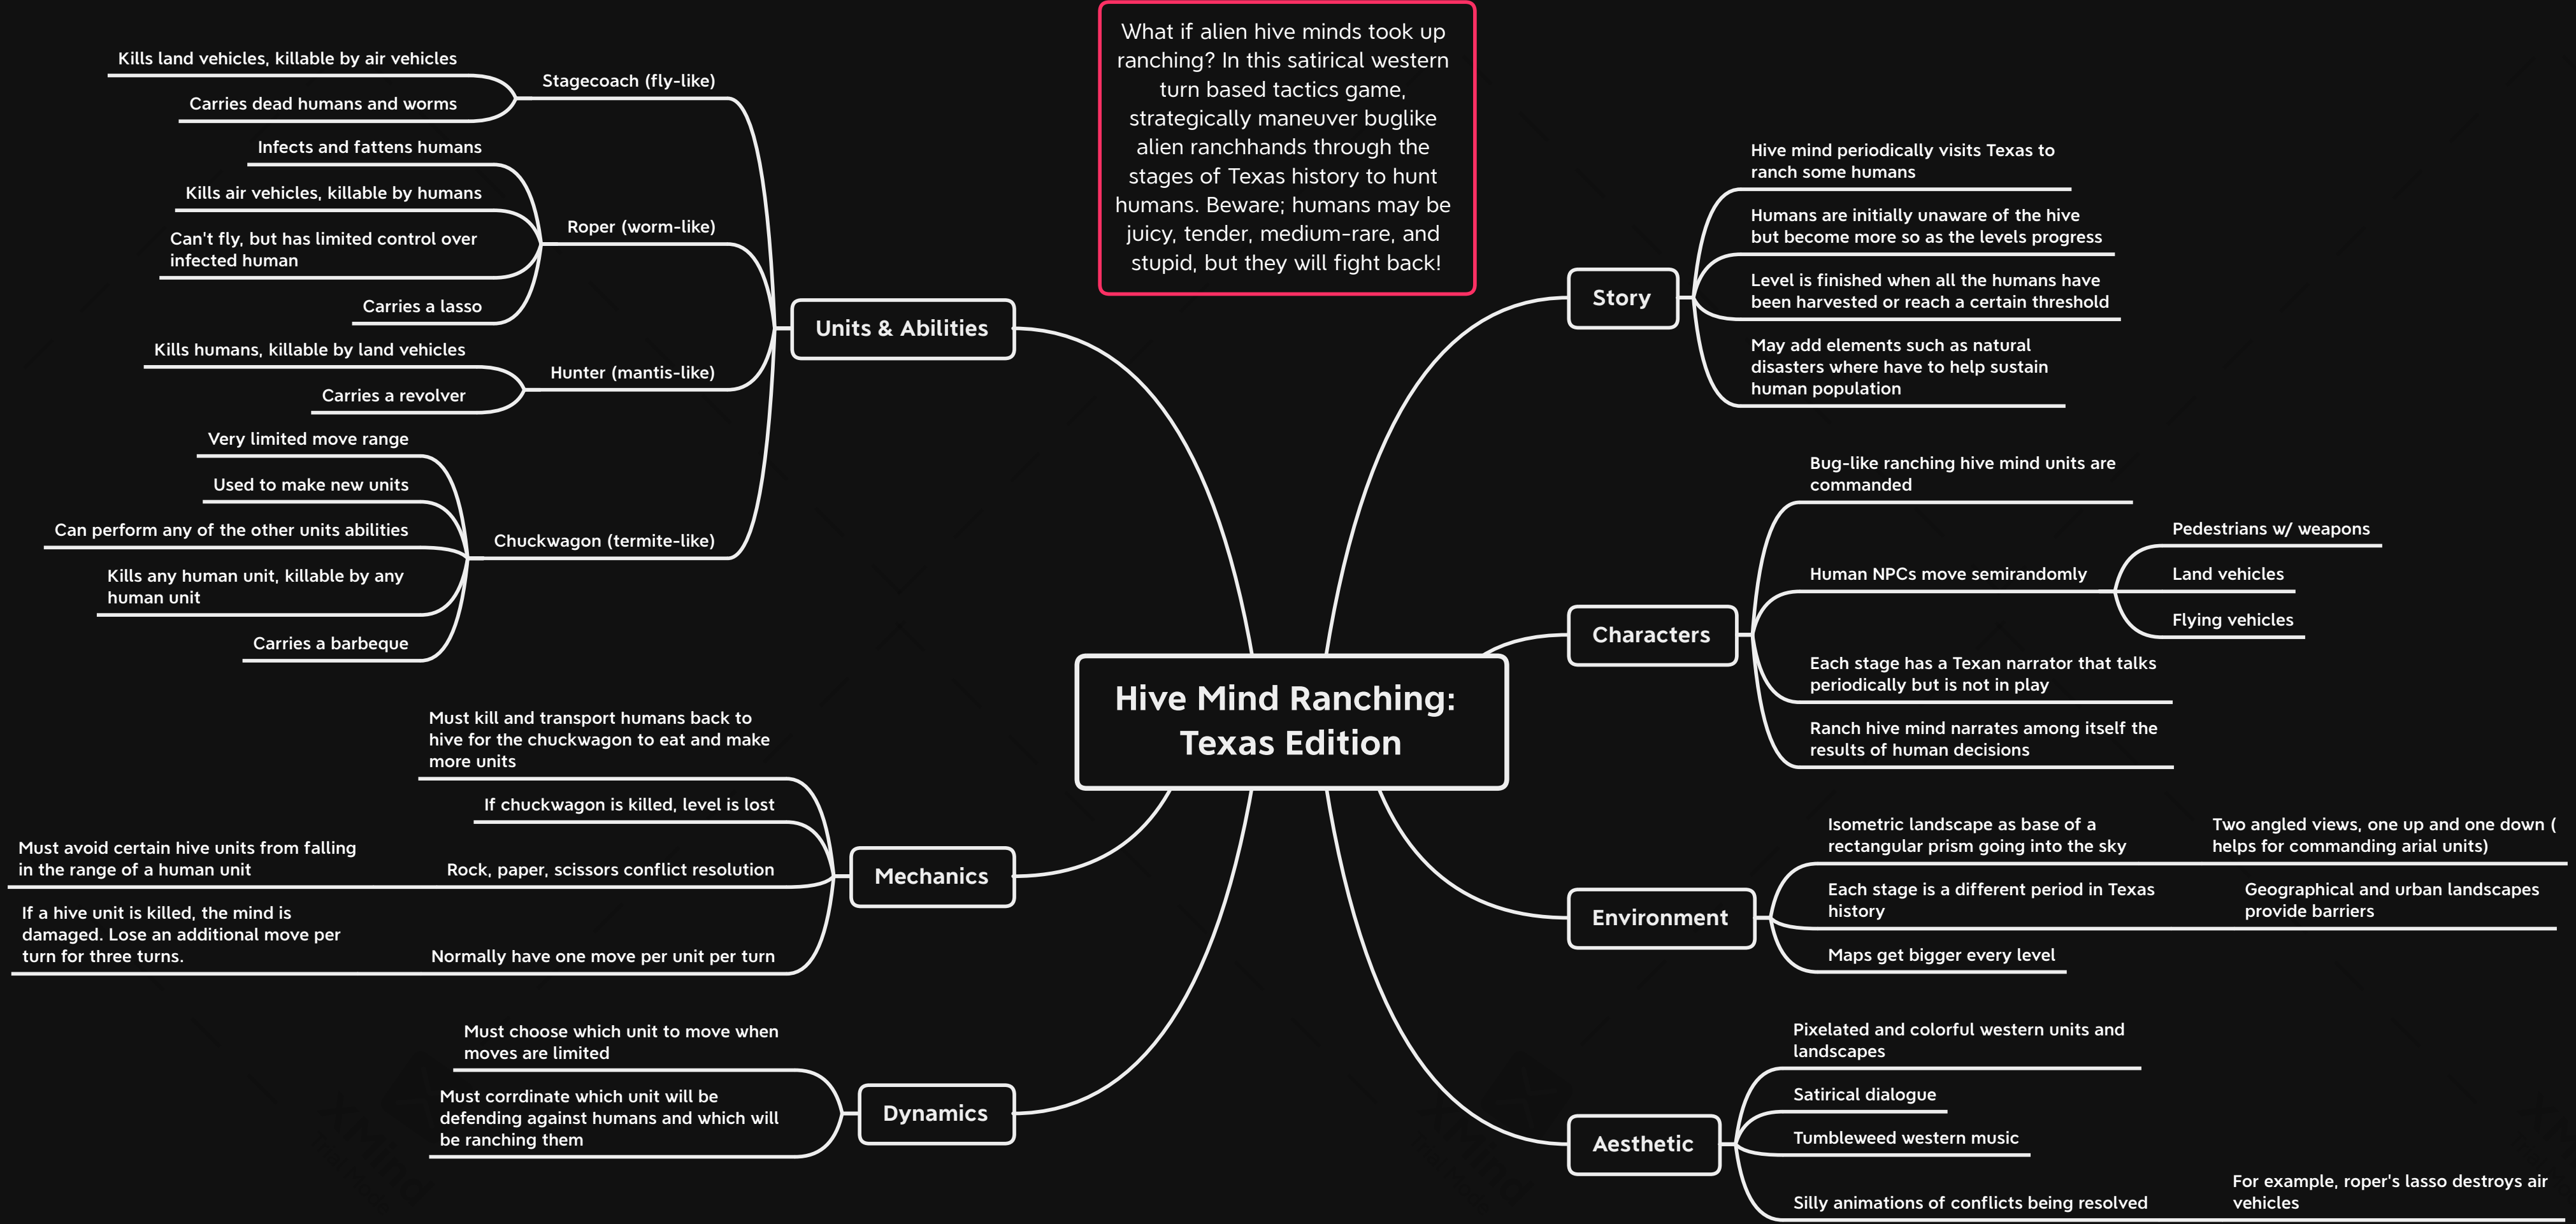 What if alien hive minds took up
ranching? In this satirical western
turn based tactics game,
strategically maneuver buglike
alien ranchhands through the
stages of Texas history to hunt
humans. Beware; humans may be
juicy, tender, medium-rare, and
stupid, but they will fight back!
Hive Mind Ranching:
Texas Edition
Units & Abilities
Stagecoach (fly-like)
Kills land vehicles, killable by air vehicles
Carries dead humans and worms
Roper (worm-like)
Infects and fattens humans
Kills air vehicles, killable by humans
Can't fly, but has limited control over
infected human
Carries a lasso
Hunter (mantis-like)
Kills humans, killable by land vehicles
Carries a revolver
Chuckwagon (termite-like)
Very limited move range
Used to make new units
Can perform any of the other units abilities
Kills any human unit, killable by any
human unit
Carries a barbeque
Mechanics
Must kill and transport humans back to
hive for the chuckwagon to eat and make
more units
If chuckwagon is killed, level is lost
Rock, paper, scissors conflict resolution
Must avoid certain hive units from falling
in the range of a human unit
Normally have one move per unit per turn
If a hive unit is killed, the mind is
damaged. Lose an additional move per
turn for three turns.
Dynamics
Must choose which unit to move when
moves are limited
Must corrdinate which unit will be
defending against humans and which will
be ranching them
Story
Hive mind periodically visits Texas to
ranch some humans
Humans are initially unaware of the hive
but become more so as the levels progress
Level is finished when all the humans have
been harvested or reach a certain threshold
May add elements such as natural
disasters where have to help sustain
human population
Characters
Bug-like ranching hive mind units are
commanded
Human NPCs move semirandomly
Pedestrians w/ weapons
Land vehicles
Flying vehicles
Each stage has a Texan narrator that talks
periodically but is not in play
Ranch hive mind narrates among itself the
results of human decisions
Environment
Isometric landscape as base of a
rectangular prism going into the sky
Two angled views, one up and one down (
helps for commanding arial units)
Each stage is a different period in Texas
history
Geographical and urban landscapes
provide barriers
Maps get bigger every level
Aesthetic
Pixelated and colorful western units and
landscapes
Satirical dialogue
Tumbleweed western music
Silly animations of conflicts being resolved
For example, roper's lasso destroys air
vehicles
XMind
XMind